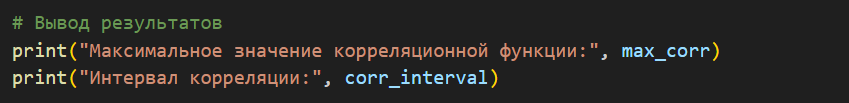 # Вывод результатов
print("Максимальное значение корреляционной функции:", max_corr)
print("Интервал корреляции:", corr_interval)